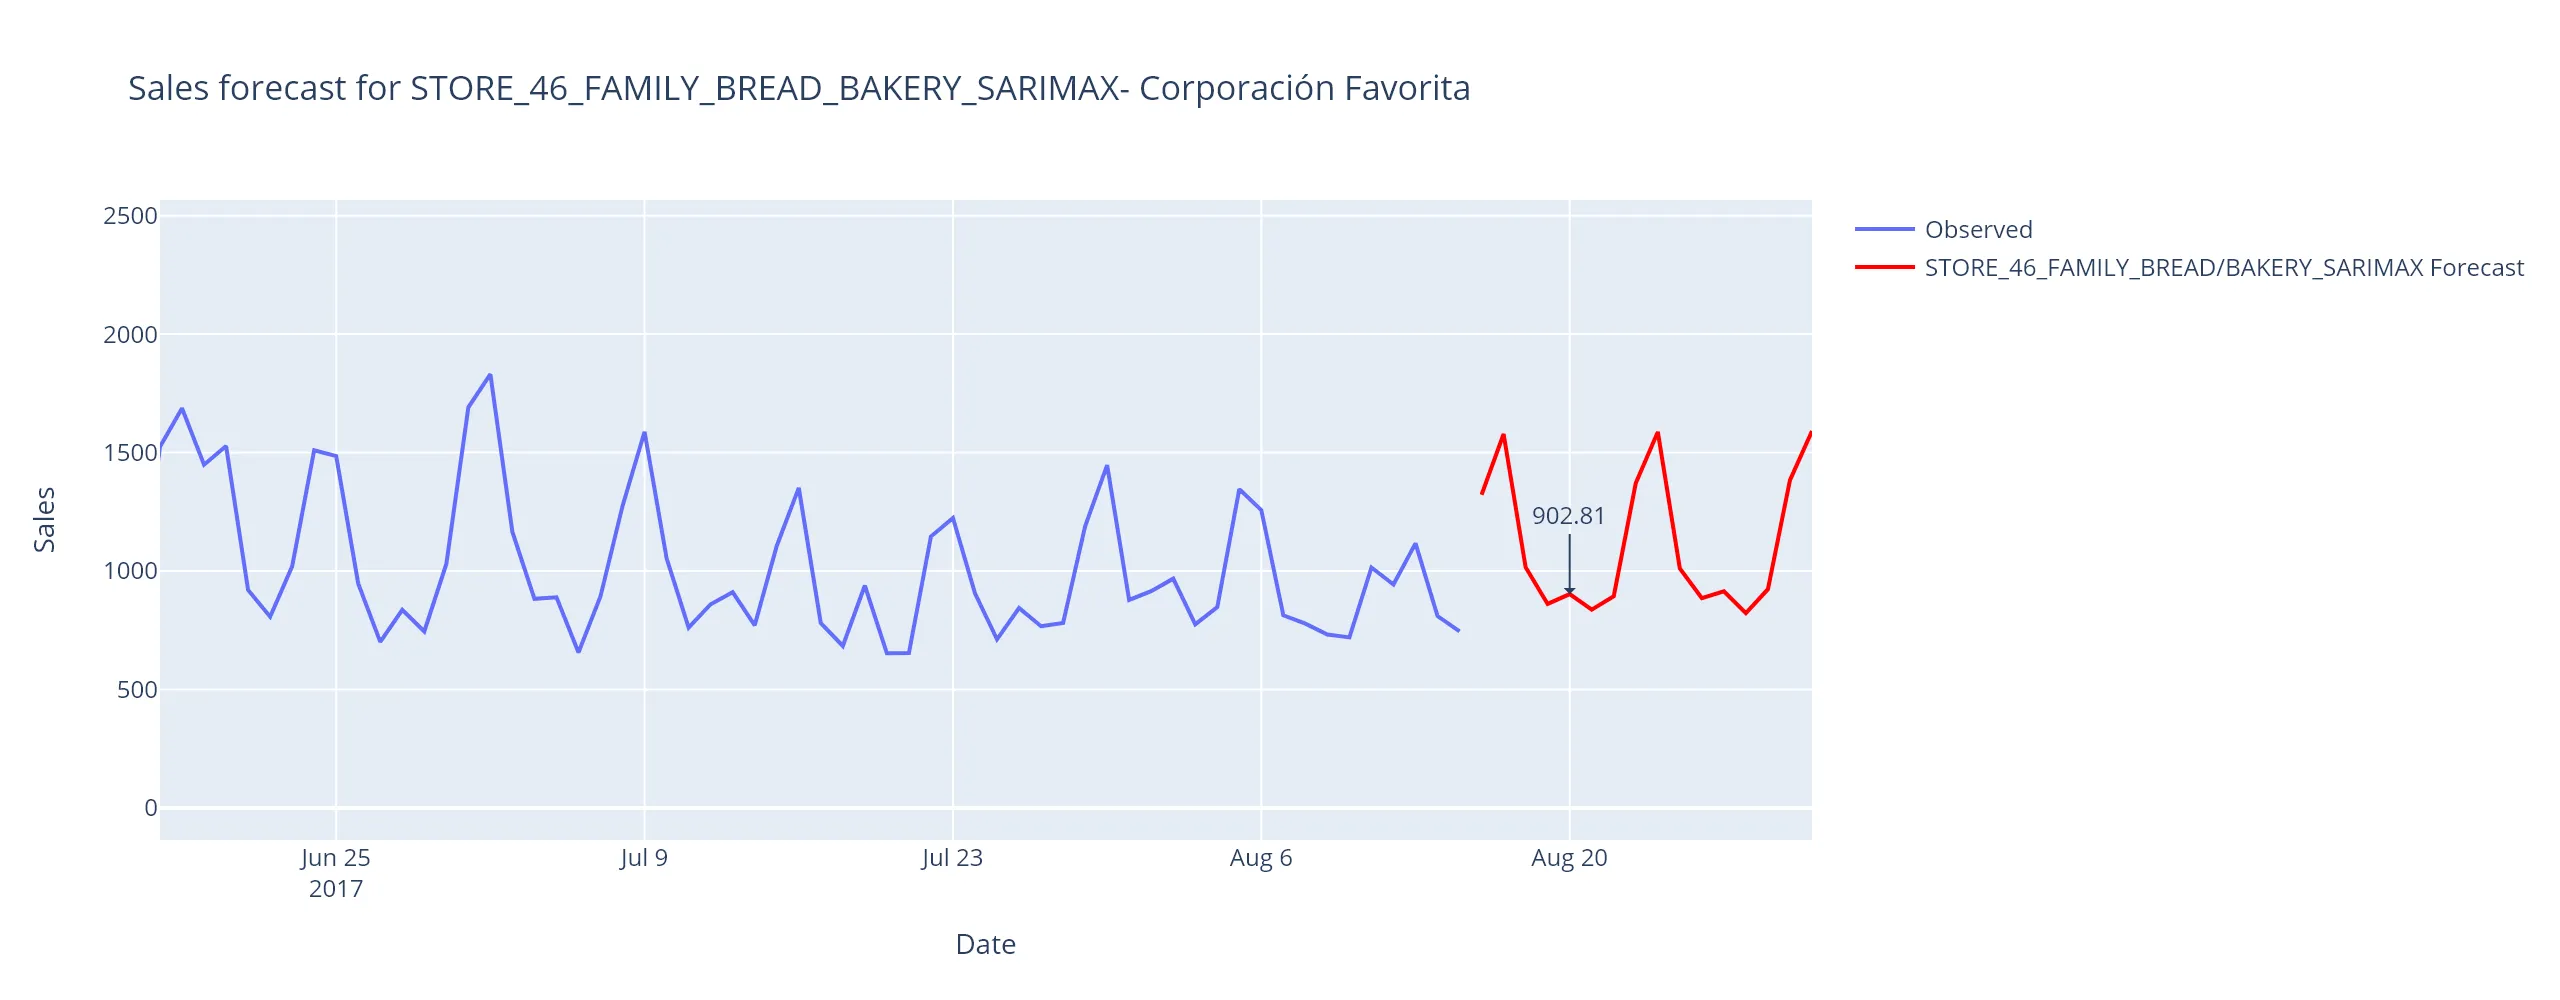 Sales forecast for STORE_46_FAMILY_BREAD_BAKERY_SARIMAX- Corporación Favorita
Observed
STORE_46_FAMILY_BREAD/BAKERY_SARIMAX Forecast
2500
2000
1500
1000
500
0
Sales
902.81
Jun 25
2017
Jul 9
Jul 23
Aug 6
Aug 20
Date